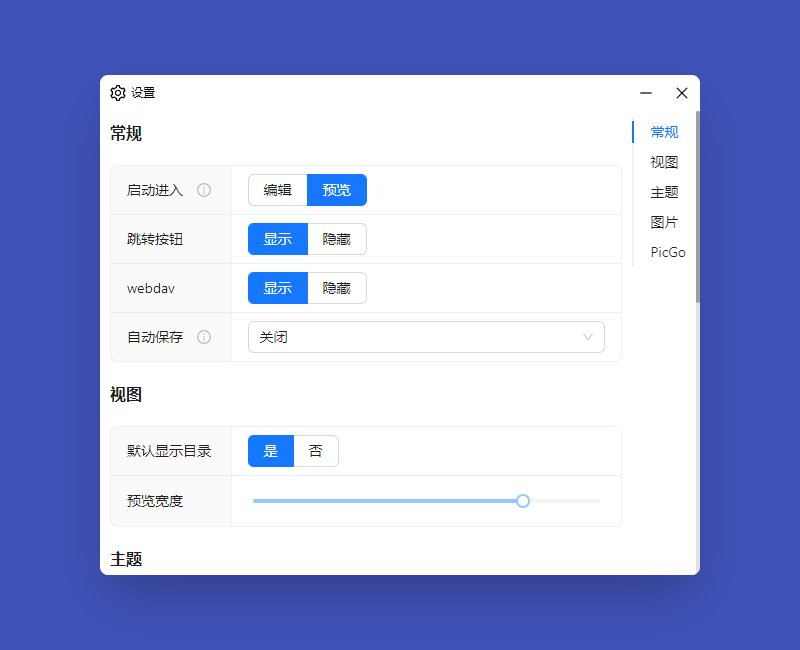 设置
常规
启动进入 编辑 预览
跳转按钮 显示 隐藏
webdav 显示 隐藏
自动保存 关闭
视图
默认显示目录 是 否
预览宽度
主题
常规
视图
主题
图片
PicGo